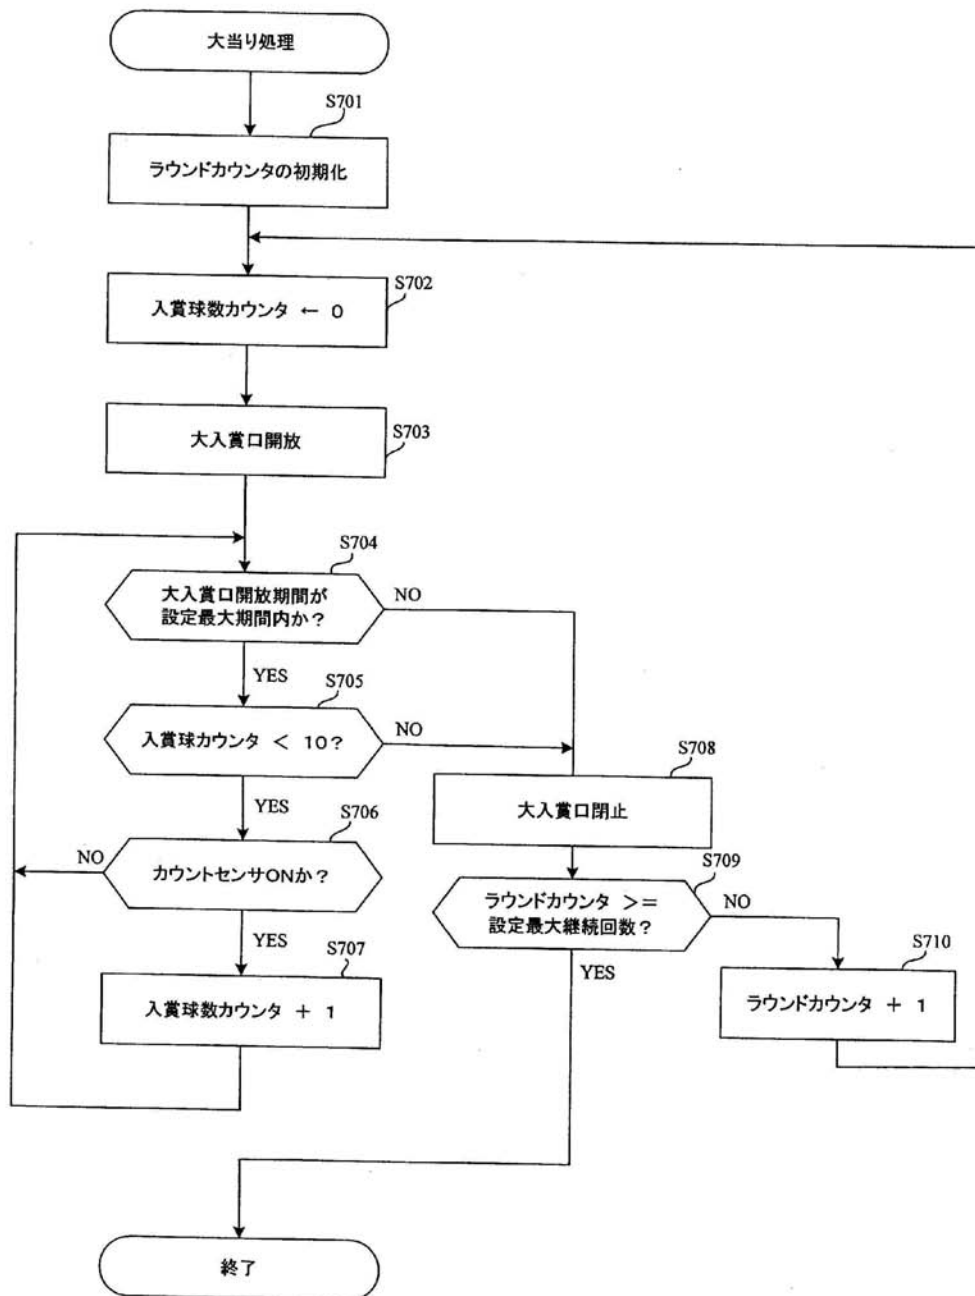 大当り処理
S701
ラウンドカウンタの初期化
S702
入賞球数カウンタ ← 0
S703
大入賞口開放
S704
大入賞口開放期間が
設定最大期間内か？
NO
YES
S705
入賞球カウンタ ＜ 10？
NO
YES
S706
カウントセンサONか？
NO
YES
S707
入賞球数カウンタ ＋ 1
S708
大入賞口閉止
S709
ラウンドカウンタ ＞＝
設定最大継続回数？
NO
YES
S710
ラウンドカウンタ ＋ 1
終了